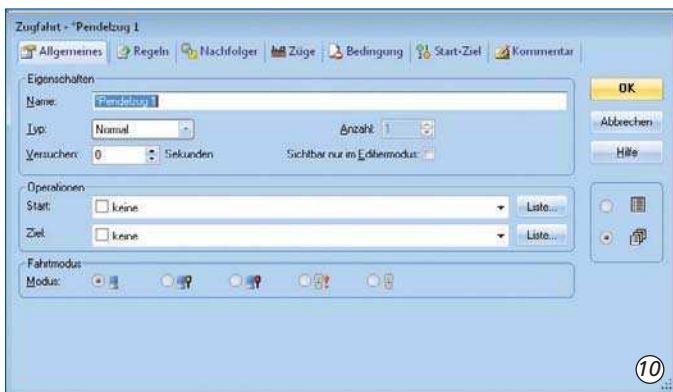 Zugfahrt - *Pendelzug 1
Allgemeines Regeln Nachfolger Züge Bedingung Start-Ziel Kommentar
Eigenschaften
Name: *Pendelzug 1
Typ: Normal Anzahl: 1
Versuchen: 0 Sekunden Sichtbar nur im Editiermodus:
Operationen
Start: keine Liste...
Ziel: keine Liste...
Fahrtmodus
Modus:
OK
Abbrechen
Hilfe
10